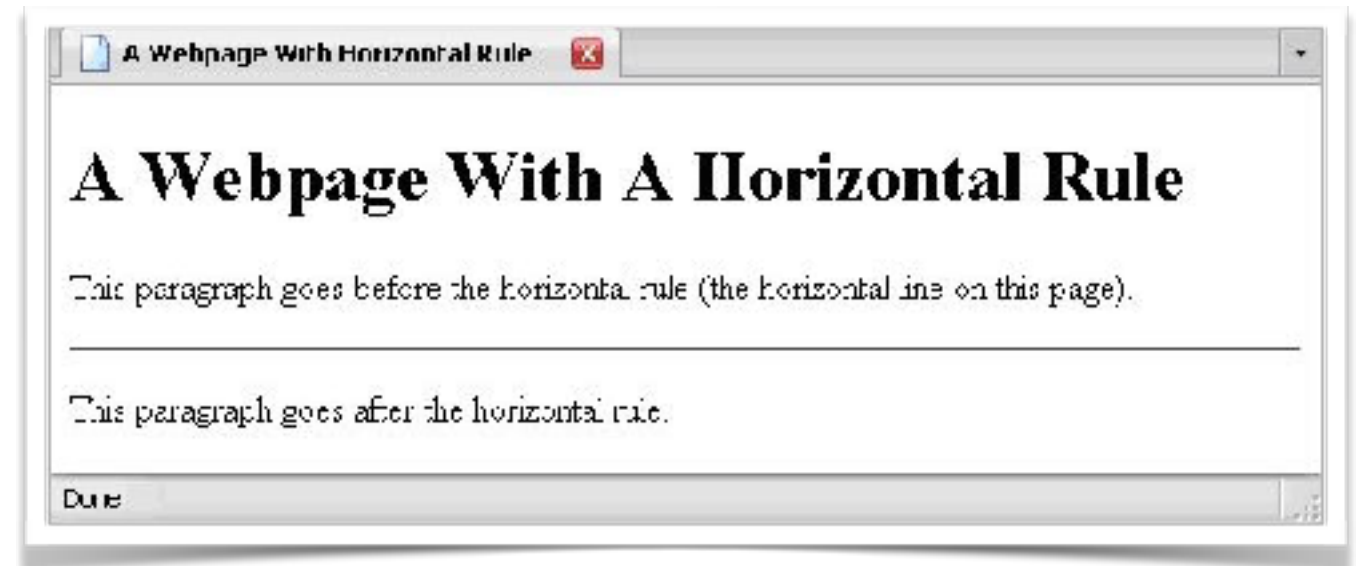 A Webpage With Horizontal Rule
A Webpage With A Horizontal Rule
This paragraph goes before the horizontal rule (the horizontal line on this page).
This paragraph goes after the horizontal rule.
Done